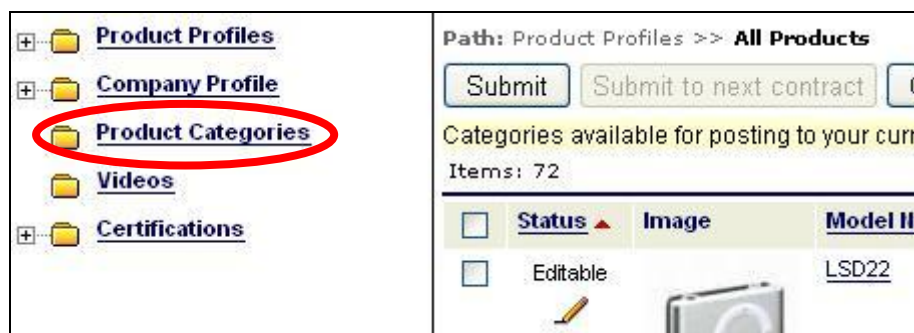 Product Profiles
Company Profile
Product Categories
Videos
Certifications
Path: Product Profiles >> All Products
Submit
Submit to next contract
Categories available for posting to your
Items: 72
Status
Image
Model
Editable
LSD22